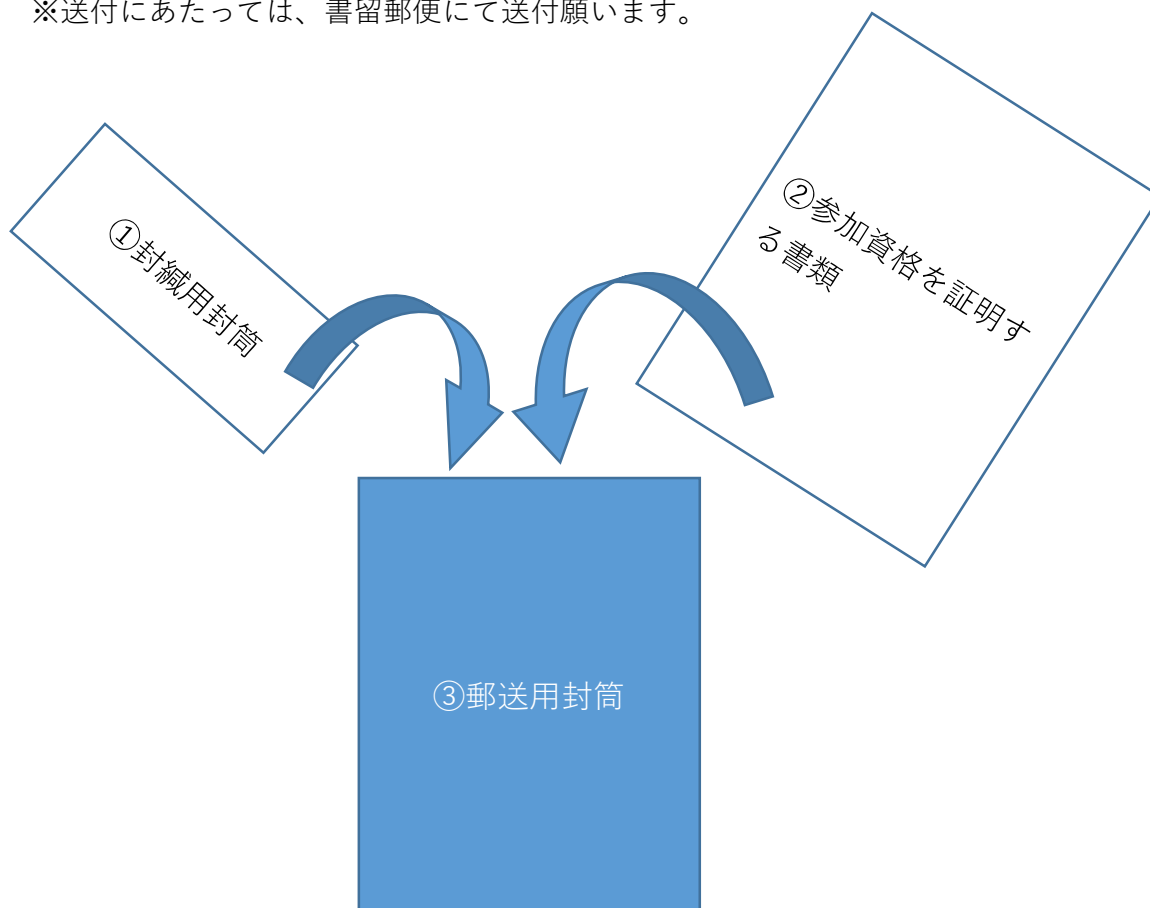 ※送付にあたっては、書留郵便にて送付願います。
①封緘用封筒
②参加資格を証明す
る書類
③郵送用封筒